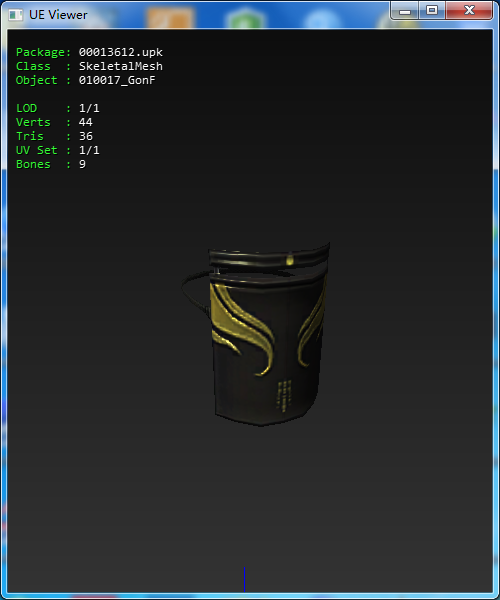 UE Viewer
Package: 00013612.upk
Class : SkeletalMesh
Object : 010017_GonF
LOD : 1/1
Verts : 44
Tris : 36
UV Set : 1/1
Bones : 9